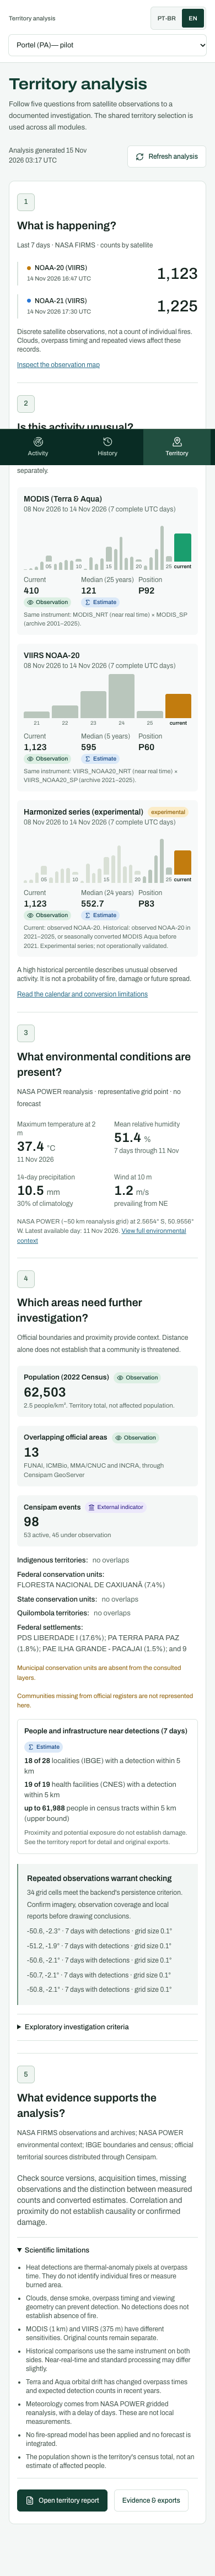 Territory analysis
PT-BR
EN
Portel (PA)— pilot
Territory analysis
Follow five questions from satellite observations to a
documented investigation. The shared territory selection is
used across all modules.
Analysis generated 15 Nov
2026 03:17 UTC
Refresh analysis
1
What is happening?
Last 7 days · NASA FIRMS · counts by satellite
NOAA-20 (VIIRS)
14 Nov 2026 16:47 UTC
1,123
NOAA-21 (VIIRS)
14 Nov 2026 17:30 UTC
1,225
Discrete satellite observations, not a count of individual fires.
Clouds, overpass timing and repeated views affect these
records.
Inspect the observation map
2
Is this activity unusual?
Activity
History
Territory
separately.
MODIS (Terra & Aqua)
08 Nov 2026 to 14 Nov 2026 (7 complete UTC days)
05
10
15
20
25
current
Current
410
Observation
Median (25 years)
121
Estimate
Position
P92
Same instrument: MODIS_NRT (near real time) × MODIS_SP
(archive 2001–2025).
VIIRS NOAA-20
08 Nov 2026 to 14 Nov 2026 (7 complete UTC days)
21
22
23
24
25
current
Current
1,123
Observation
Median (5 years)
595
Estimate
Position
P60
Same instrument: VIIRS_NOAA20_NRT (near real time) ×
VIIRS_NOAA20_SP (archive 2021–2025).
Harmonized series (experimental)
experimental
08 Nov 2026 to 14 Nov 2026 (7 complete UTC days)
05
10
15
20
25
current
Current
1,123
Observation
Median (24 years)
552.7
Estimate
Position
P83
Current: observed NOAA-20. Historical: observed NOAA-20 in
2021–2025, or seasonally converted MODIS Aqua before
2021. Experimental series; not operationally validated.
A high historical percentile describes unusual observed
activity. It is not a probability of fire, damage or future spread.
Read the calendar and conversion limitations
3
What environmental conditions are
present?
NASA POWER reanalysis · representative grid point · no
forecast
Maximum temperature at 2
m
37.4 °C
11 Nov 2026
Mean relative humidity
51.4 %
7 days through 11 Nov
14-day precipitation
10.5 mm
30% of climatology
Wind at 10 m
1.2 m/s
prevailing from NE
NASA POWER (~50 km reanalysis grid) at 2.5654° S, 50.9556°
W. Latest available day: 11 Nov 2026. View full environmental
context
4
Which areas need further
investigation?
Official boundaries and proximity provide context. Distance
alone does not establish that a community is threatened.
Population (2022 Census)
Observation
62,503
2.5 people/km². Territory total, not affected population.
Overlapping official areas
Observation
13
FUNAI, ICMBio, MMA/CNUC and INCRA, through
Censipam GeoServer
Censipam events
External indicator
98
53 active, 45 under observation
Indigenous territories: no overlaps
Federal conservation units:
FLORESTA NACIONAL DE CAXIUANÃ (7.4%)
State conservation units: no overlaps
Quilombola territories: no overlaps
Federal settlements:
PDS LIBERDADE I (17.6%); PA TERRA PARA PAZ
(1.8%); PAE ILHA GRANDE - PACAJAI (1.5%); and 9
Municipal conservation units are absent from the consulted
layers.
Communities missing from official registers are not represented
here.
People and infrastructure near detections (7 days)
Estimate
18 of 28 localities (IBGE) with a detection within 5
km
19 of 19 health facilities (CNES) with a detection
within 5 km
up to 61,988 people in census tracts within 5 km
(upper bound)
Proximity and potential exposure do not establish damage.
See the territory report for detail and original exports.
Repeated observations warrant checking
34 grid cells meet the backend's persistence criterion.
Confirm imagery, observation coverage and local
reports before drawing conclusions.
-50.6, -2.3° · 7 days with detections · grid size 0.1°
-51.2, -1.9° · 7 days with detections · grid size 0.1°
-50.6, -2.1° · 7 days with detections · grid size 0.1°
-50.7, -2.1° · 7 days with detections · grid size 0.1°
-50.8, -2.1° · 7 days with detections · grid size 0.1°
Exploratory investigation criteria
5
What evidence supports the
analysis?
NASA FIRMS observations and archives; NASA POWER
environmental context; IBGE boundaries and census; official
territorial sources distributed through Censipam.
Check source versions, acquisition times, missing
observations and the distinction between measured
counts and converted estimates. Correlation and
proximity do not establish causality or confirmed
damage.
Scientific limitations
Heat detections are thermal-anomaly pixels at overpass
time. They do not identify individual fires or measure
burned area.
Clouds, dense smoke, overpass timing and viewing
geometry can prevent detection. No detections does not
establish absence of fire.
MODIS (1 km) and VIIRS (375 m) have different
sensitivities. Original counts remain separate.
Historical comparisons use the same instrument on both
sides. Near-real-time and standard processing may differ
slightly.
Terra and Aqua orbital drift has changed overpass times
and expected detection counts in recent years.
Meteorology comes from NASA POWER gridded
reanalysis, with a delay of days. These are not local
measurements.
No fire-spread model has been applied and no forecast is
integrated.
The population shown is the territory's census total, not an
estimate of affected people.
Open territory report
Evidence & exports